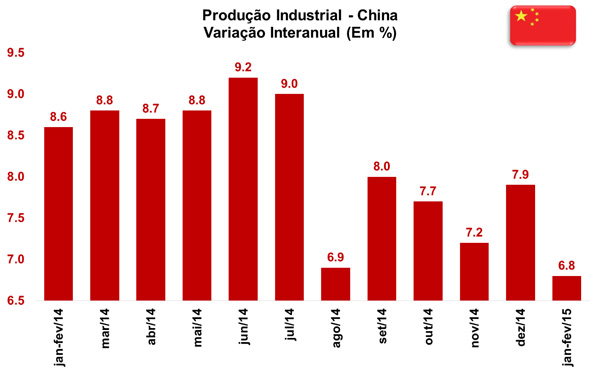 Produção Industrial - China
Variação Interanual (Em %)
9.5
9.0
8.5
8.0
7.5
7.0
6.5
8.6
8.8
8.7
8.8
9.2
9.0
6.9
8.0
7.7
7.2
7.9
6.8
jan-fev/14
mar/14
abr/14
mai/14
jun/14
jul/14
ago/14
set/14
out/14
nov/14
dez/14
jan-fev/15